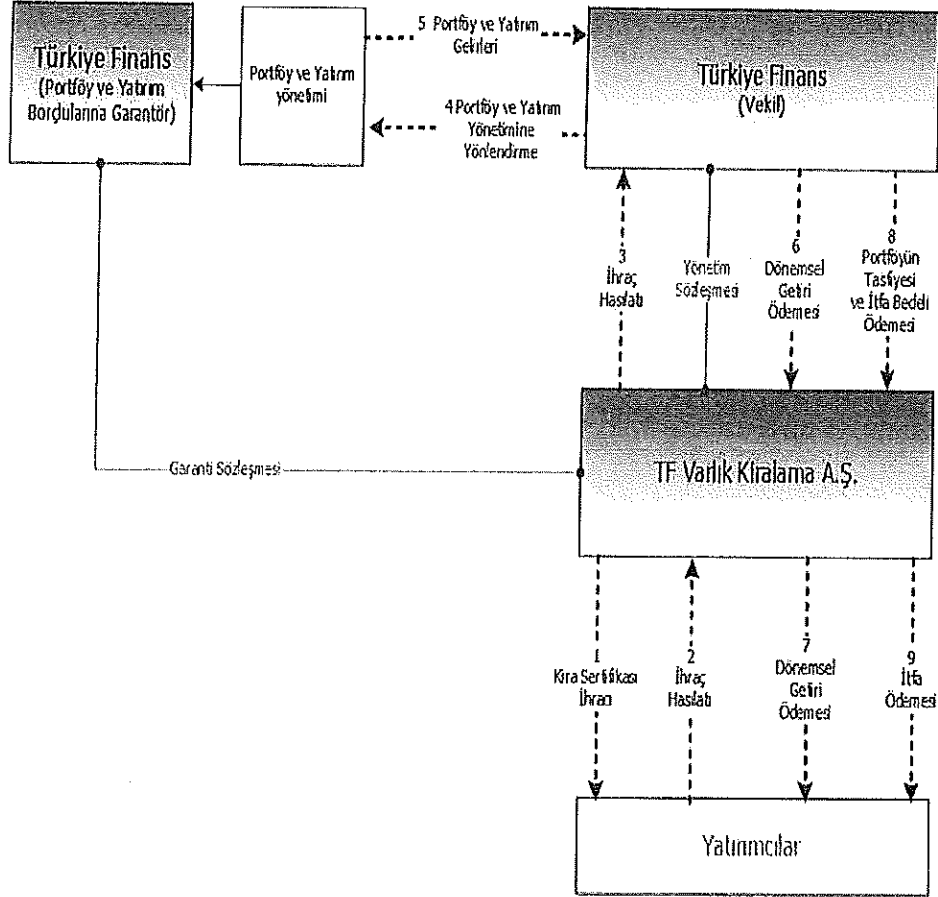 Türkiye Finans
(Portföy ve Yatırım
Borçlularına Garantör)
Portföy ve Yatırım
yönetimi
5 Portföy ve Yatırım
Gelirleri
4 Portföy ve Yatırım
Yönetimine
Yönlendirme
Türkiye Finans
(Vekil)
3
İhraç
Hasılatı
Yönetim
Sözleşmesi
6
Dönemsel
Getiri
Ödemesi
8
Portföyün
Tasfiyesi
ve İtfa Bedeli
Ödemesi
TF Varlık Kiralama A.Ş.
Garanti Sözleşmesi
1
Kira Sertifikası
İhracı
2
İhraç
Hasılatı
7
Dönemsel
Getiri
Ödemesi
9
İtfa
Ödemesi
Yatırımcılar